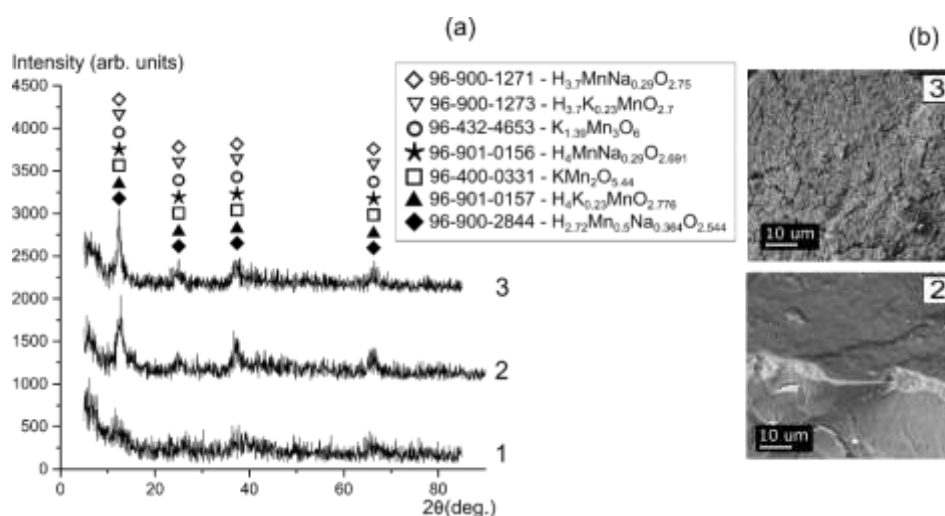 (a)
(b)
Intensity (arb. units)
4500
4000
3500
3000
2500
2000
1500
1000
500
0
0 20 40 60 80
2θ(deg.)
96-900-1271 - H3.7MnNa0.29O2.75
96-900-1273 - H3.7K0.23MnO2.7
96-432-4653 - K1.39Mn3O6
96-901-0156 - H4MnNa0.29O2.691
96-400-0331 - KMn2O5.44
96-901-0157 - H4K0.23MnO2.776
96-900-2844 - H2.72Mn0.5Na0.364O2.544
3
2
1
3
10 um
2
10 um